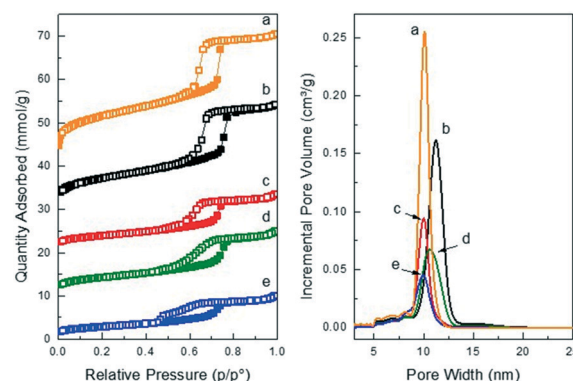 a
b
c
d
e
70
60
50
40
30
20
10
0
0.0 0.2 0.4 0.6 0.8 1.0
Quantity Adsorbed (mmol/g)
Relative Pressure (p/p°)
a
b
c
d
e
0.25
0.20
0.15
0.10
0.05
0.00
5 10 15 20 25
Incremental Pore Volume (cm³/g)
Pore Width (nm)